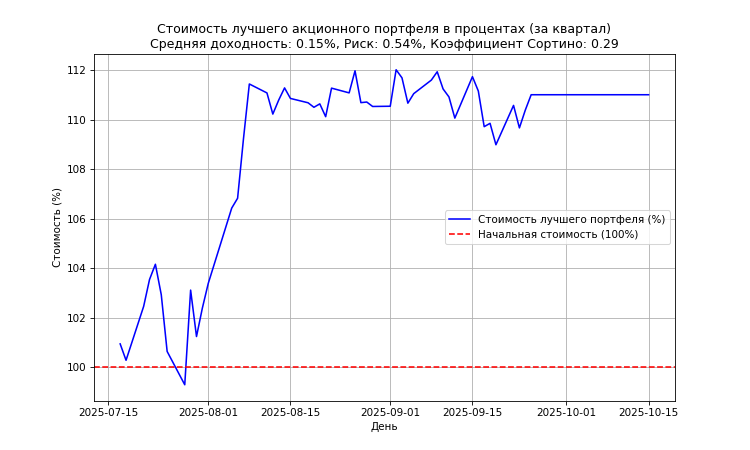 Стоимость лучшего акционного портфеля в процентах (за квартал)
Средняя доходность: 0.15%, Риск: 0.54%, Коэффициент Сортино: 0.29
Стоимость (%)
112
110
108
106
104
102
100
Стоимость лучшего портфеля (%)
Начальная стоимость (100%)
2025-07-15
2025-08-01
2025-08-15
2025-09-01
2025-09-15
2025-10-01
2025-10-15
День